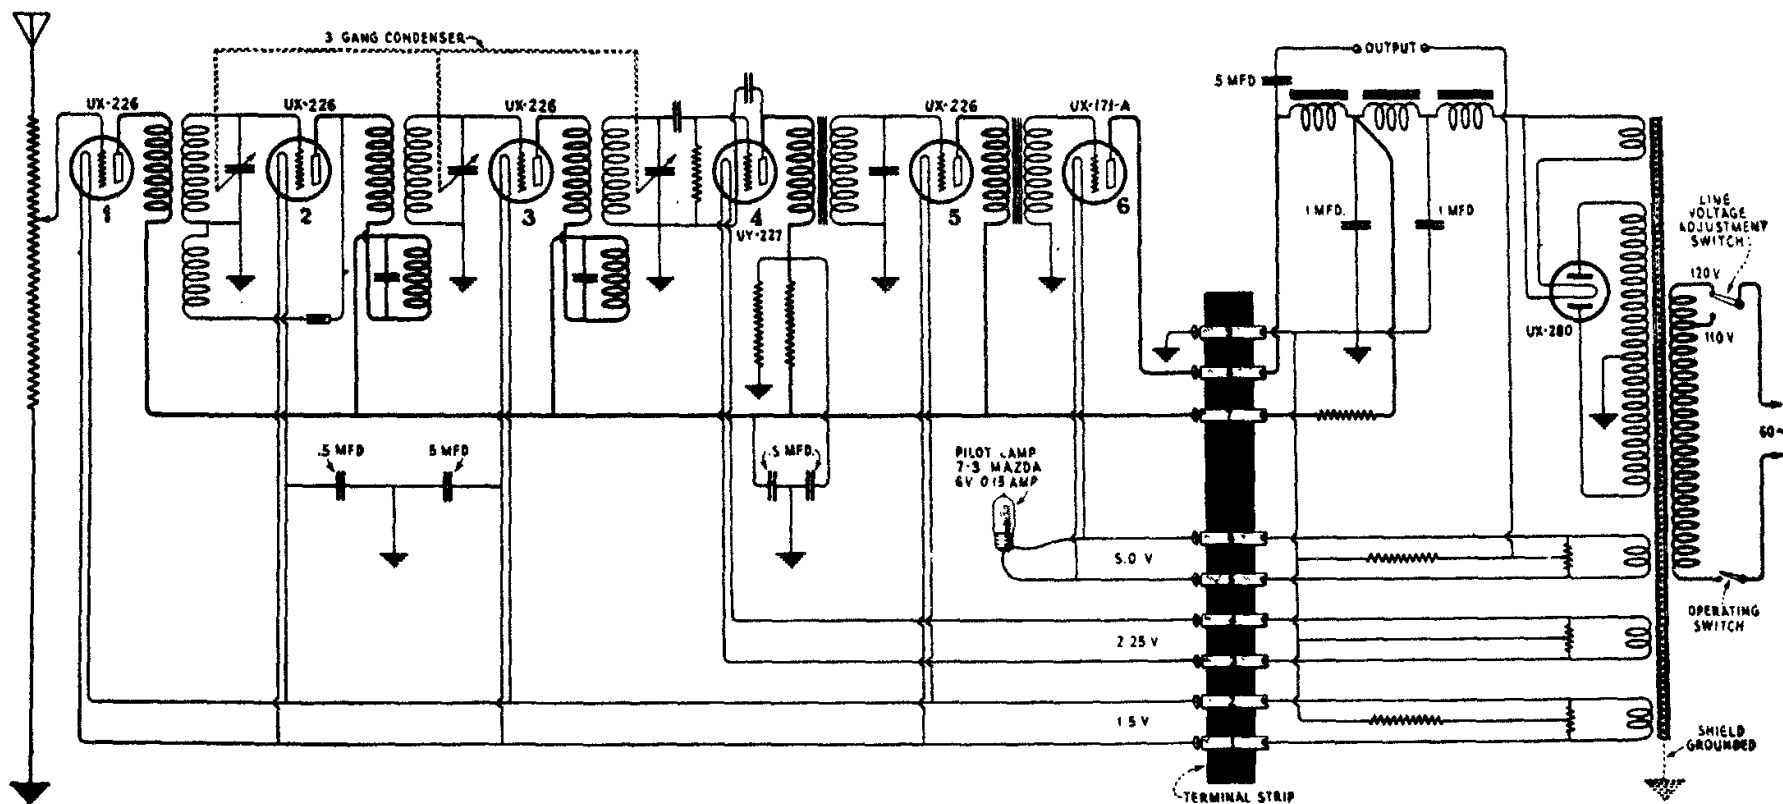 3 GANG CONDENSER
OUTPUT
.5 MFD
UX-226
UX-226
UX-226
UX-226
UX-171-A
1
2
3
4
5
6
UY-227
1 MFD.
1 MFD
LINE
VOLTAGE
ADJUSTMENT
SWITCH
120 V
110 V
UX-280
60~
.5 MFD
5 MFD
.5 MFD.
PILOT LAMP
7-3 MAZDA
6V 0.15 AMP
5.0 V
2.25 V
1.5 V
OPERATING
SWITCH
SHIELD
GROUNDED
TERMINAL STRIP